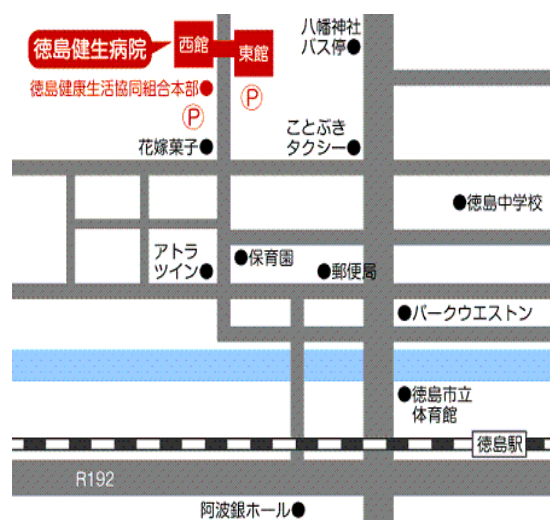 八幡神社
バス停
徳島健生病院
西館
東館
徳島健康生活協同組合本部
P
P
花嫁菓子
ことぶき
タクシー
徳島中学校
アトラ
ツイン
保育園
郵便局
パークウエストン
徳島市立
体育館
徳島駅
R192
阿波銀ホール